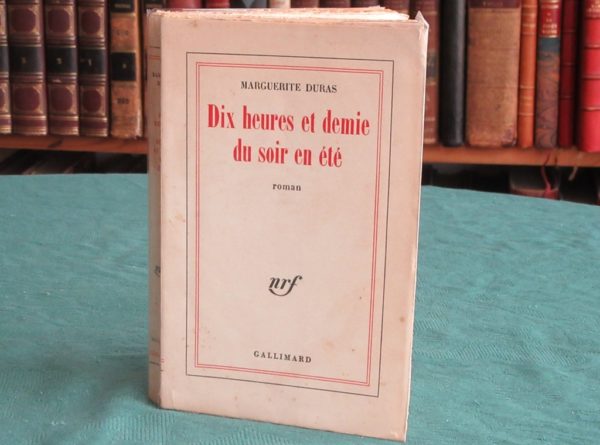 MARGUERITE DURAS
Dix heures et demie
du soir en été
roman
nrf
GALLIMARD